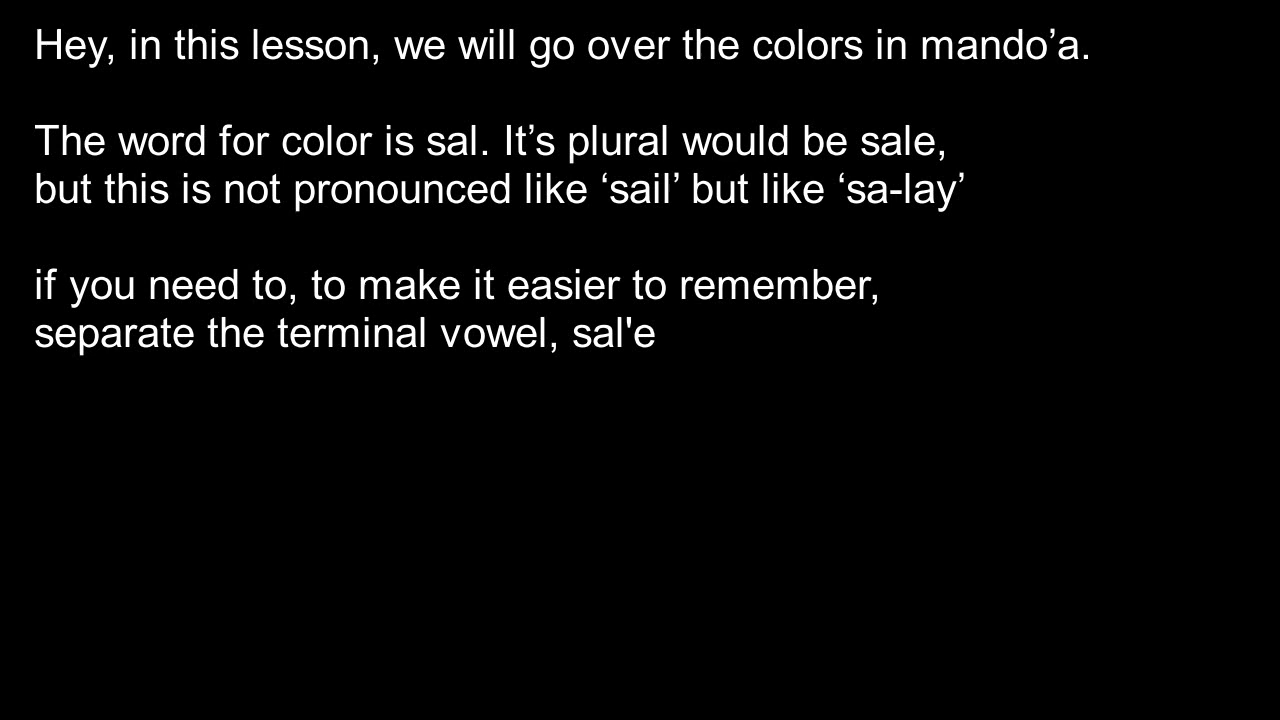 Hey, in this lesson, we will go over the colors in mando’a.
The word for color is sal. It’s plural would be sale,
but this is not pronounced like ‘sail’ but like ‘sa-lay’
if you need to, to make it easier to remember,
separate the terminal vowel, sal'e